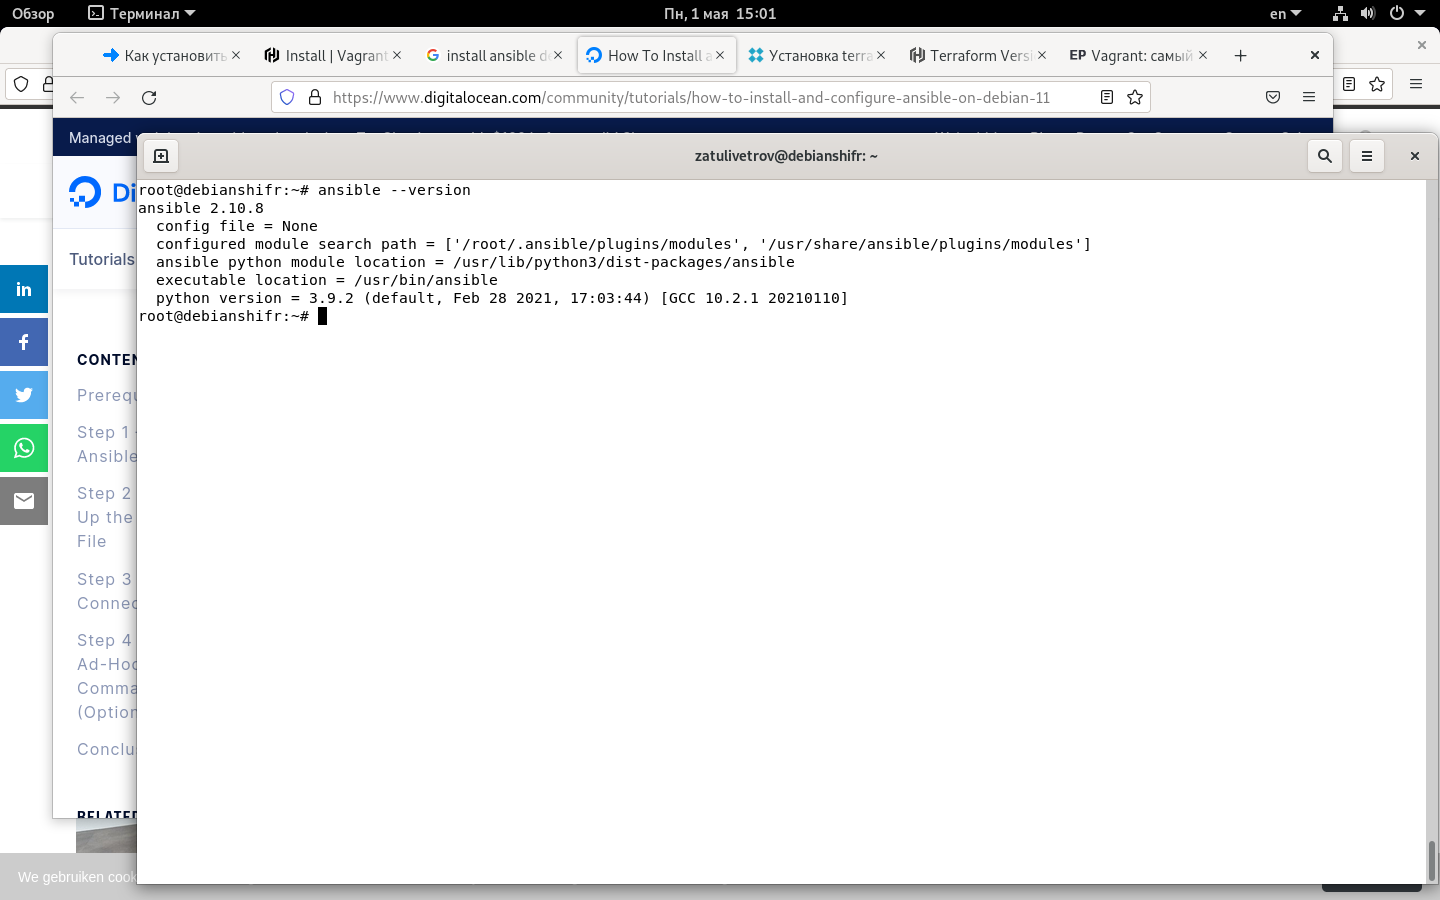 Обзор Терминал Пн, 1 мая 15:01 en
Как установить Install | Vagrant install ansible d How To Install a Установка terra Terraform Versi EP Vagrant: самый
https://www.digitalocean.com/community/tutorials/how-to-install-and-configure-ansible-on-debian-11
Managed
zatulivetrov@debianshifr: ~
root@debianshifr:~# ansible --version
ansible 2.10.8
config file = None
configured module search path = ['/root/.ansible/plugins/modules', '/usr/share/ansible/plugins/modules']
ansible python module location = /usr/lib/python3/dist-packages/ansible
executable location = /usr/bin/ansible
python version = 3.9.2 (default, Feb 28 2021, 17:03:44) [GCC 10.2.1 20210110]
root@debianshifr:~#
Di
Tutorials
in
CONTEN
Prerequ
Step 1 -
Ansible
Step 2
Up the
File
Step 3
Connec
Step 4
Ad-Hoc
Comma
(Option
Conclu
RELATED
We gebruiken cook